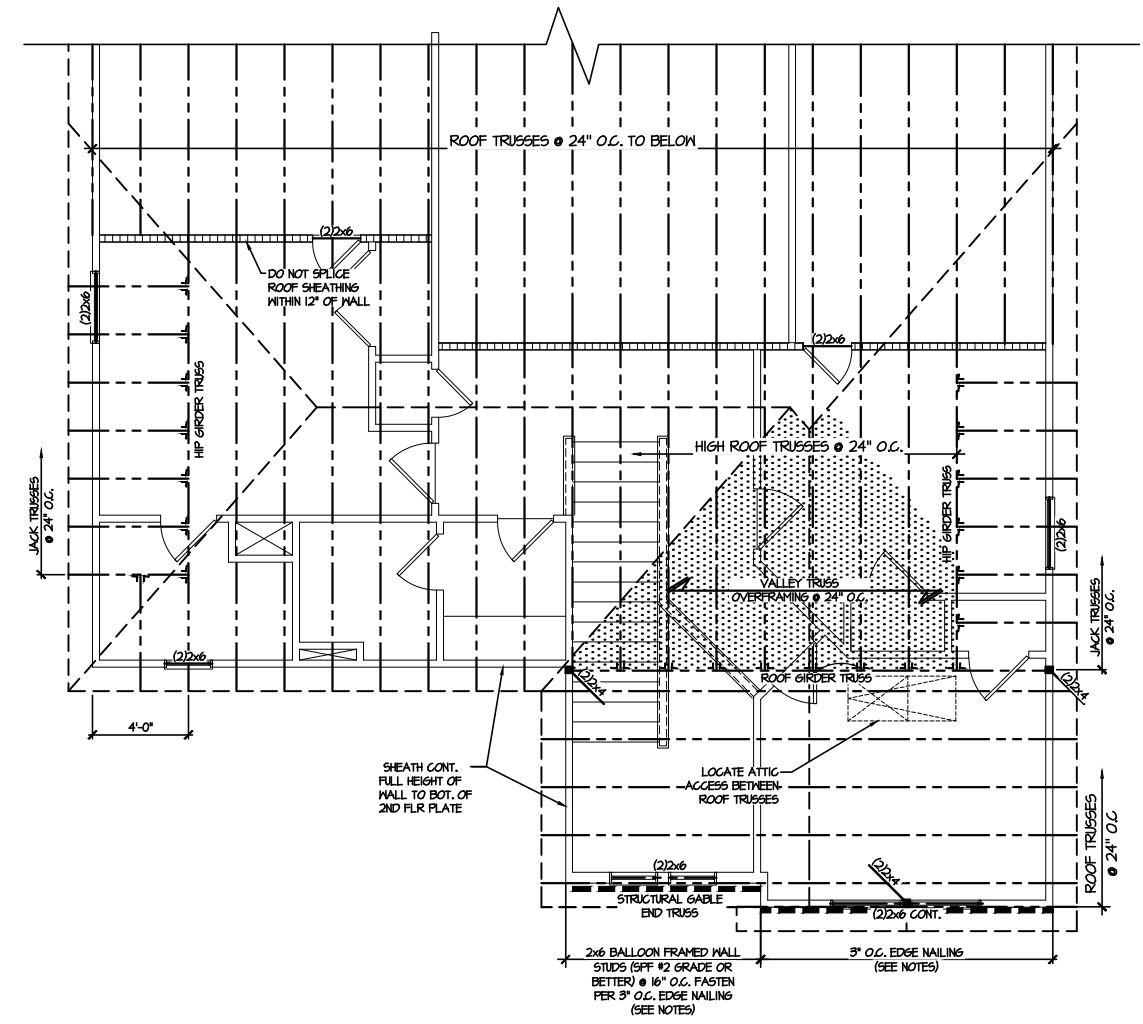 ROOF TRUSSES @ 24" O.C. TO BELOW
(2)2x6
DO NOT SPLICE
ROOF SHEATHING
WITHIN 12" OF WALL
(2)2x6
(2)2x6
HIP GIRDER TRUSS
HIGH ROOF TRUSSES @ 24" O.C.
HIP GIRDER TRUSS
JACK TRUSSES
@ 24" O.C.
(2)2x6
VALLEY TRUSS
OVERFRAMING @ 24" O.C.
JACK TRUSSES
@ 24" O.C.
(2)2x6
ROOF GIRDER TRUSS
(2)2x4
(2)2x4
4'-0"
SHEATH CONT.
FULL HEIGHT OF
WALL TO BOT. OF
2ND FLR PLATE
LOCATE ATTIC
ACCESS BETWEEN
ROOF TRUSSES
ROOF TRUSSES
@ 24" O.C
(2)2x6
(2)2x4
STRUCTURAL GABLE
END TRUSS
(2)2x6 CONT.
2x6 BALLOON FRAMED WALL
STUDS (SPF #2 GRADE OR
BETTER) @ 16" O.C. FASTEN
PER 3" O.C. EDGE NAILING
(SEE NOTES)
3" O.C. EDGE NAILING
(SEE NOTES)